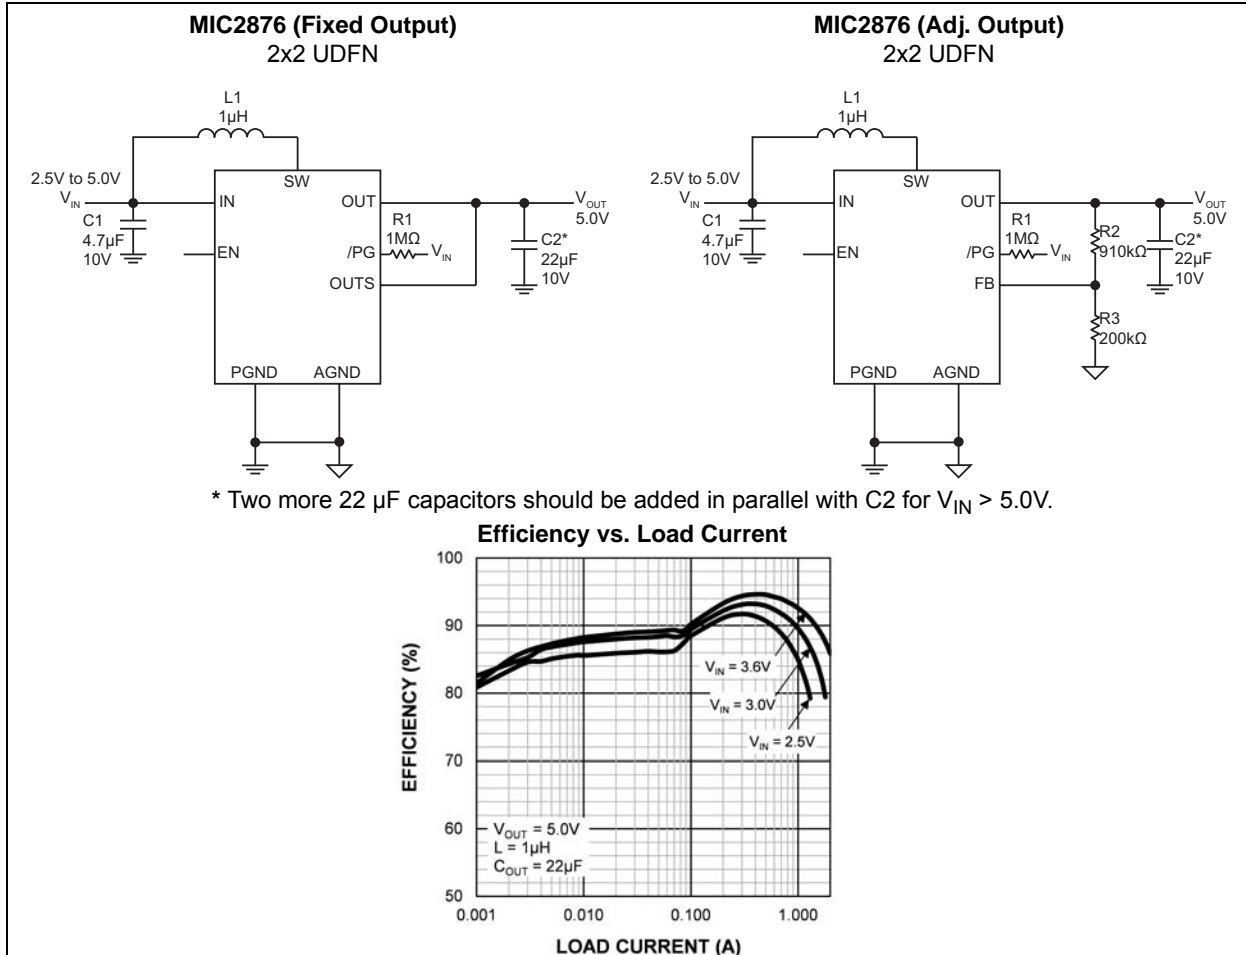 MIC2876 (Fixed Output)
2x2 UDFN
L1
1µH
2.5V to 5.0V
VIN
C1
4.7µF
10V
IN
EN
SW
OUT
/PG
OUTS
R1
1MΩ
VIN
VOUT
5.0V
C2*
22µF
10V
PGND
AGND
MIC2876 (Adj. Output)
2x2 UDFN
L1
1µH
2.5V to 5.0V
VIN
C1
4.7µF
10V
IN
EN
SW
OUT
/PG
FB
R1
1MΩ
VIN
R2
910kΩ
R3
200kΩ
VOUT
5.0V
C2*
22µF
10V
PGND
AGND
* Two more 22 µF capacitors should be added in parallel with C2 for VIN > 5.0V.
Efficiency vs. Load Current
EFFICIENCY (%)
100
90
80
70
60
50
VIN = 3.6V
VIN = 3.0V
VIN = 2.5V
VOUT = 5.0V
L = 1µH
COUT = 22µF
0.001
0.010
0.100
1.000
LOAD CURRENT (A)